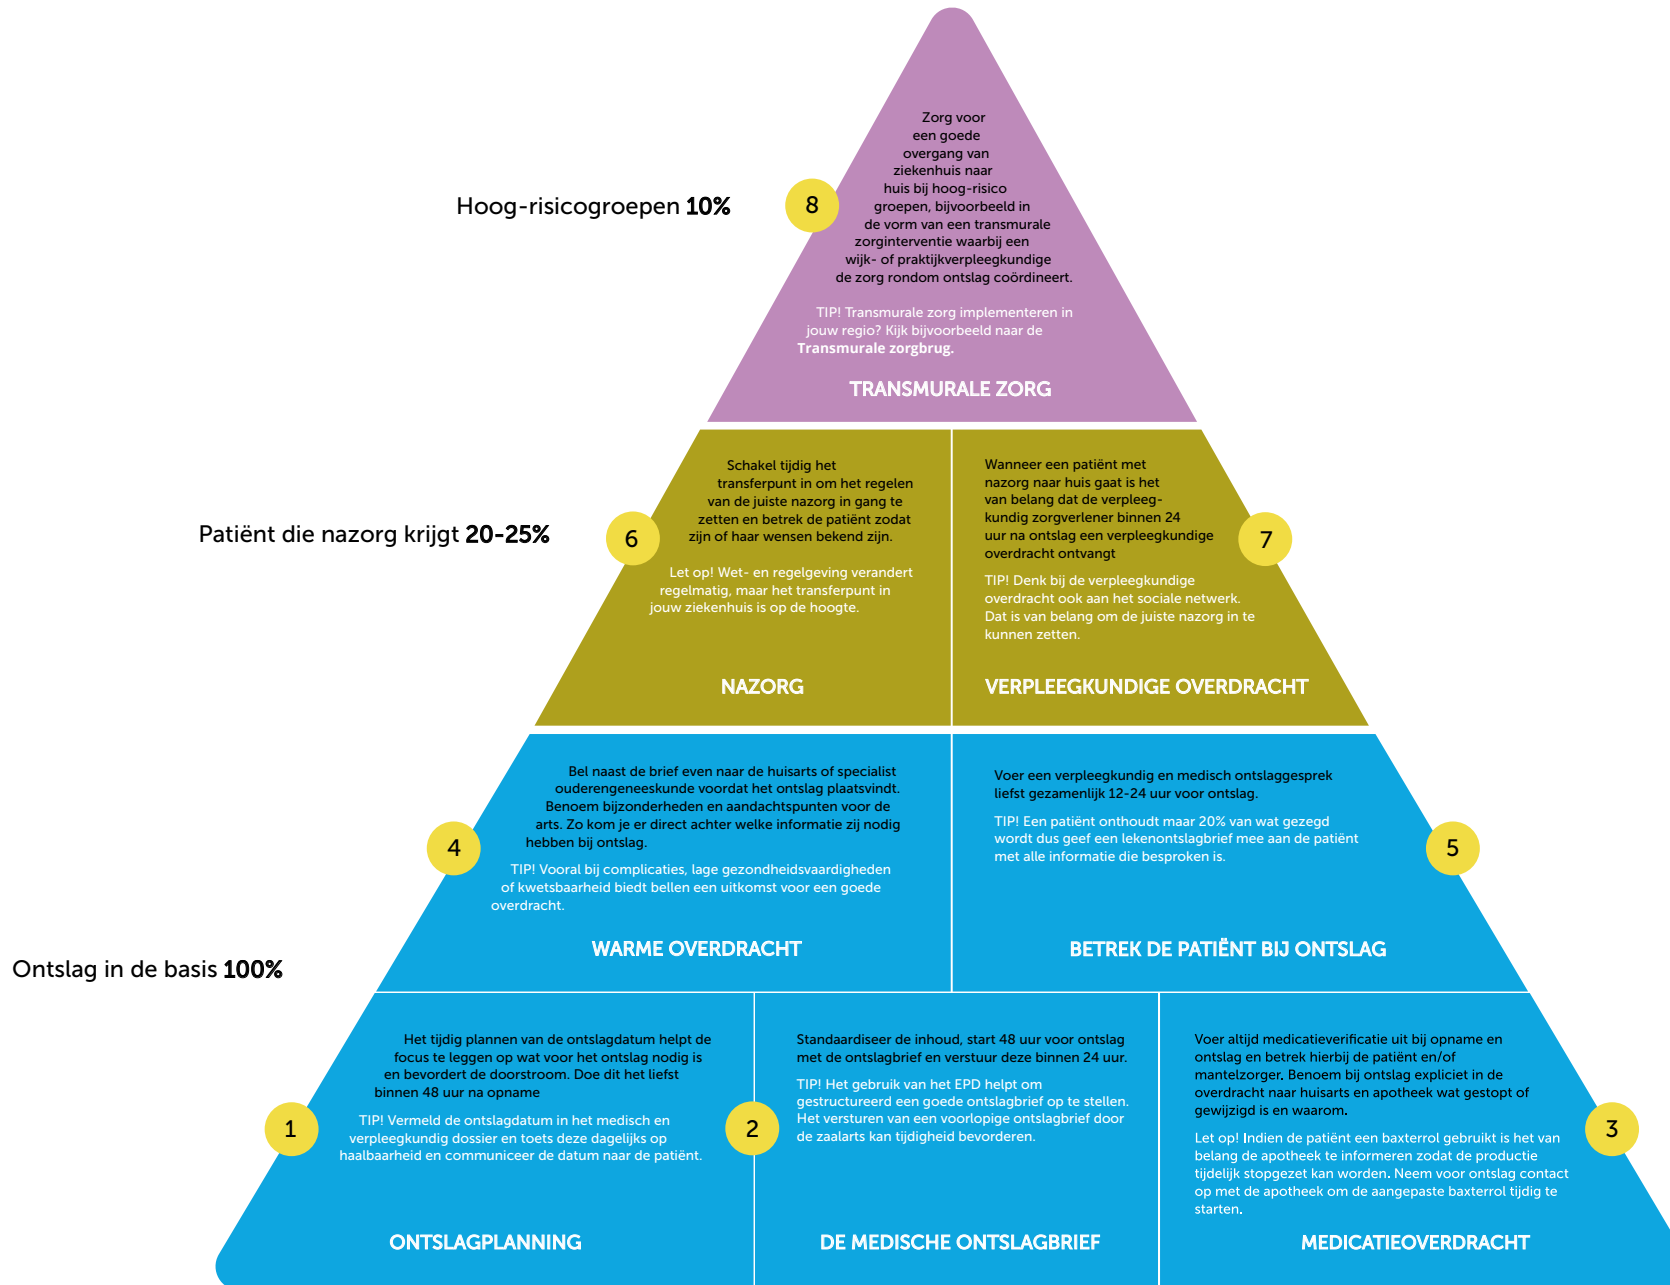 Zorg voor
een goede
overgang van
ziekenhuis naar
huis bij hoog-risico
groepen, bijvoorbeeld in
de vorm van een transmurale
zorginterventie waarbij een
wijk- of praktijkverpleegkundige
de zorg rondom ontslag coördineert.
Hoog-risicogroepen 10%
8
TIP! Transmurale zorg implementeren in
jouw regio? Kijk bijvoorbeeld naar de
Transmurale zorgbrug.
TRANSMURALE ZORG
Patiënt die nazorg krijgt 20-25%
6
Schakel tijdig het
transferpunt in om het regelen
van de juiste nazorg in gang te
zetten en betrek de patiënt zodat
zijn of haar wensen bekend zijn.
Let op! Wet- en regelgeving verandert
regelmatig, maar het transferpunt in
jouw ziekenhuis is op de hoogte.
NAZORG
Wanneer een patiënt met
nazorg naar huis gaat is het
van belang dat de verpleeg-
kundig zorgverlener binnen 24
uur na ontslag een verpleegkundige
overdracht ontvangt
7
TIP! Denk bij de verpleegkundige
overdracht ook aan het sociale netwerk.
Dat is van belang om de juiste nazorg in te
kunnen zetten.
VERPLEEGKUNDIGE OVERDRACHT
Ontslag in de basis 100%
4
Bel naast de brief even naar de huisarts of specialist
ouderengeneeskunde voordat het ontslag plaatsvindt.
Benoem bijzonderheden en aandachtspunten voor de
arts. Zo kom je er direct achter welke informatie zij nodig
hebben bij ontslag.
TIP! Vooral bij complicaties, lage gezondheidsvaardigheden
of kwetsbaarheid biedt bellen een uitkomst voor een goede
overdracht.
WARME OVERDRACHT
Voer een verpleegkundig en medisch ontslaggesprek
liefst gezamenlijk 12-24 uur voor ontslag.
TIP! Een patiënt onthoudt maar 20% van wat gezegd
wordt dus geef een lekenontslagbrief mee aan de patiënt
met alle informatie die besproken is.
5
BETREK DE PATIËNT BIJ ONTSLAG
1
Het tijdig plannen van de ontslagdatum helpt de
focus te leggen op wat voor het ontslag nodig is
en bevordert de doorstroom. Doe dit het liefst
binnen 48 uur na opname
TIP! Vermeld de ontslagdatum in het medisch en
verpleegkundig dossier en toets deze dagelijks op
haalbaarheid en communiceer de datum naar de patiënt.
ONTSLAGPLANNING
2
Standaardiseer de inhoud, start 48 uur voor ontslag
met de ontslagbrief en verstuur deze binnen 24 uur.
TIP! Het gebruik van het EPD helpt om
gestructureerd een goede ontslagbrief op te stellen.
Het versturen van een voorlopige ontslagbrief door
de zaalarts kan tijdigheid bevorderen.
DE MEDISCHE ONTSLAGBRIEF
Voer altijd medicatieverificatie uit bij opname en
ontslag en betrek hierbij de patiënt en/of
mantelzorger. Benoem bij ontslag expliciet in de
overdracht naar huisarts en apotheek wat gestopt of
gewijzigd is en waarom.
3
Let op! Indien de patiënt een baxterrol gebruikt is het van
belang de apotheek te informeren zodat de productie
tijdelijk stopgezet kan worden. Neem voor ontslag contact
op met de apotheek om de aangepaste baxterrol tijdig te
starten.
MEDICATIEOVERDRACHT